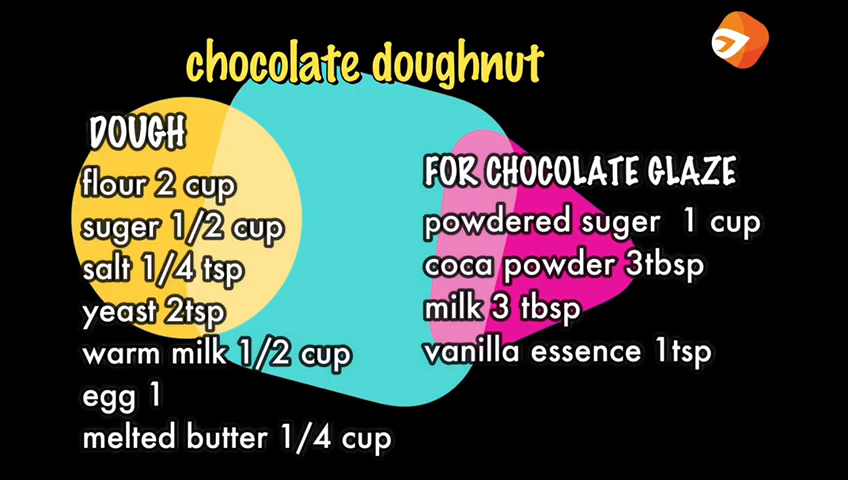 chocolate doughnut
DOUGH
flour 2 cup
suger 1/2 cup
salt 1/4 tsp
yeast 2tsp
warm milk 1/2 cup
egg 1
melted butter 1/4 cup
FOR CHOCOLATE GLAZE
powdered suger 1 cup
coca powder 3tbsp
milk 3 tbsp
vanilla essence 1tsp